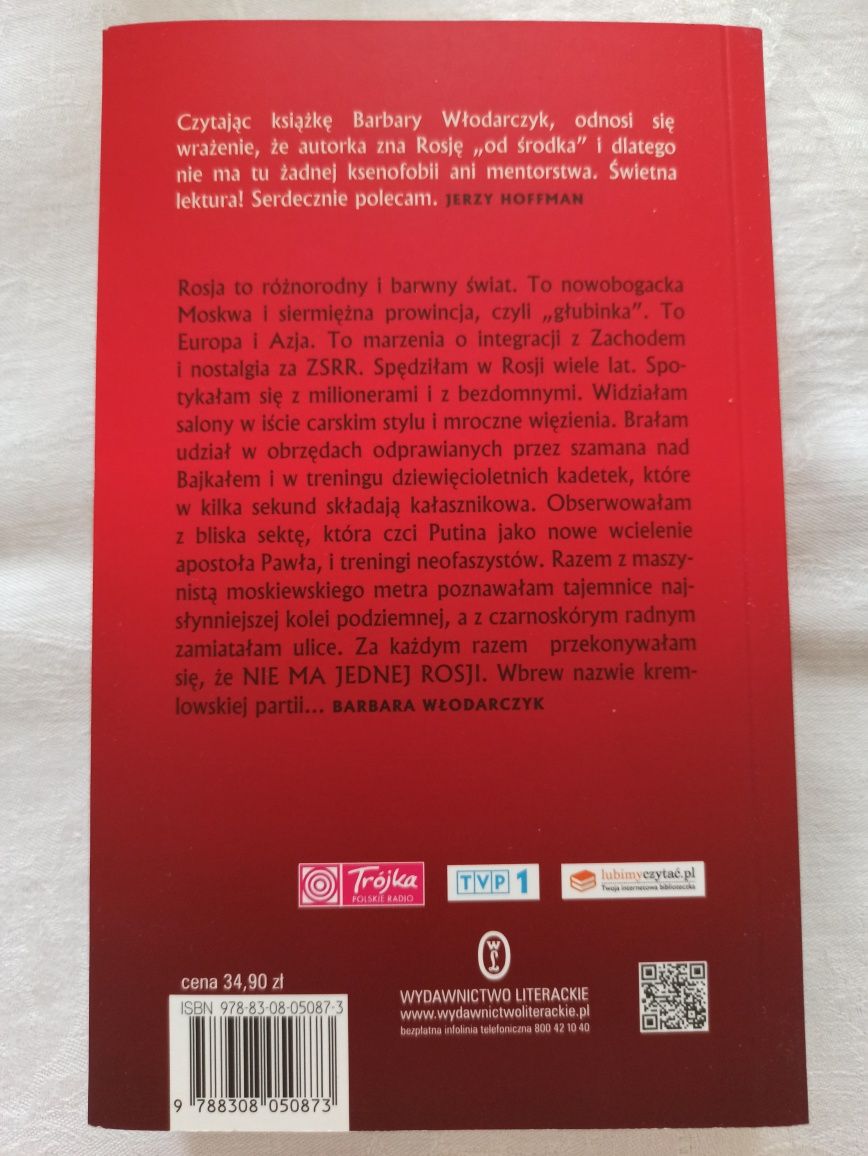 Czytając książkę Barbary Włodarczyk, odnosi się
wrażenie, że autorka zna Rosję „od środka” i dlatego
nie ma tu żadnej ksenofobii ani mentorstwa. Świetna
lektura! Serdecznie polecam. JERZY HOFFMAN
Rosja to różnorodny i barwny świat. To nowobogacka
Moskwa i siermiężna prowincja, czyli „głubinka”. To
Europa i Azja. To marzenia o integracji z Zachodem
i nostalgia za ZSRR. Spędziłam w Rosji wiele lat. Spo-
tykałam się z milionerami i z bezdomnymi. Widziałam
salony w iście carskim stylu i mroczne więzienia. Brałam
udział w obrzędach odprawianych przez szamana nad
Bajkałem i w treningu dziewięcioletnich kadetek, które
w kilka sekund składają kałasznikowa. Obserwowałam
z bliska sektę, która czci Putina jako nowe wcielenie
apostoła Pawła, i treningi neofaszystów. Razem z maszy-
nistą moskiewskiego metra poznawałam tajemnice naj-
słynniejszej kolei podziemnej, a z czarnoskórym radnym
zamiatałam ulice. Za każdym razem przekonywałam
się, że NIE MA JEDNEJ ROSJI. Wbrew nazwie krem-
lowskiej partii... BARBARA WŁODARCZYK
Trójka
POLSKIE RADIO
TVP 1
lubimyczytać.pl
Twoja internetowa biblioteczka
cena 34,90 zł
ISBN 978-83-08-05087-3
9 788308 050873
WL
WYDAWNICTWO LITERACKIE
www.wydawnictwoliterackie.pl
bezpłatna infolinia telefoniczna 800 42 10 40